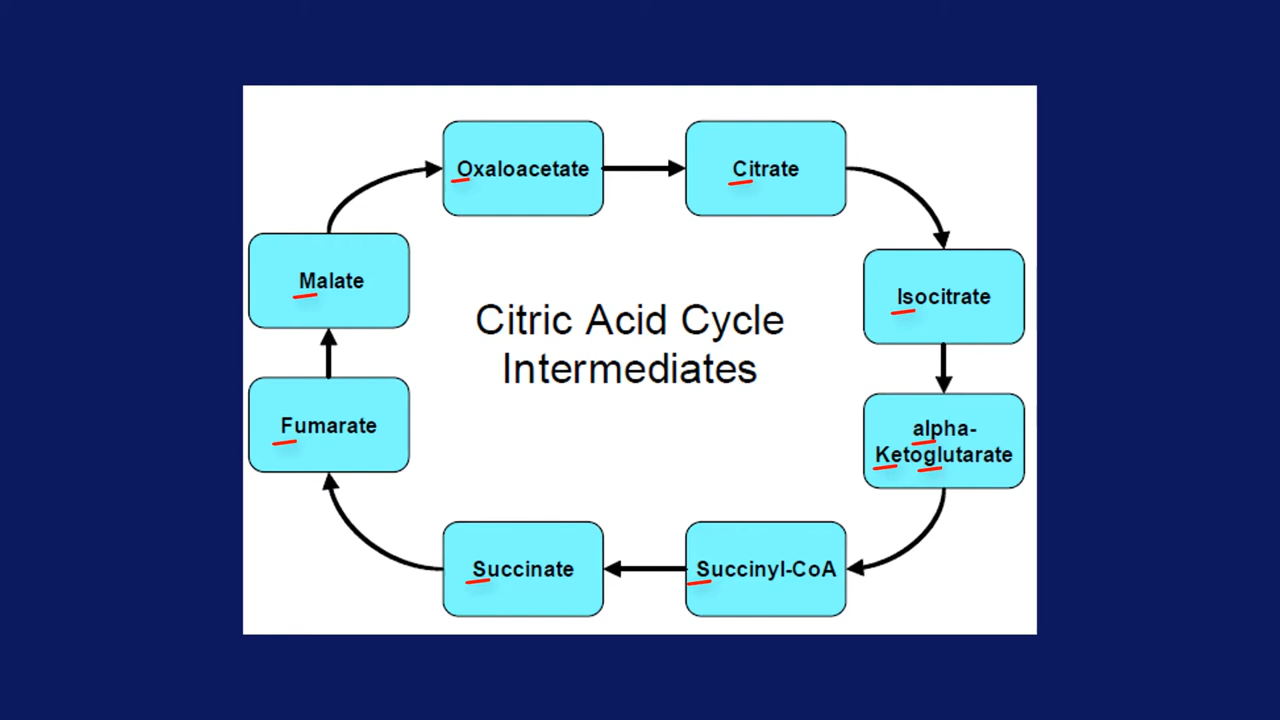 Oxaloacetate
Citrate
Malate
Isocitrate
Citric Acid Cycle
Intermediates
Fumarate
alpha-
Ketoglutarate
Succinate
Succinyl-CoA